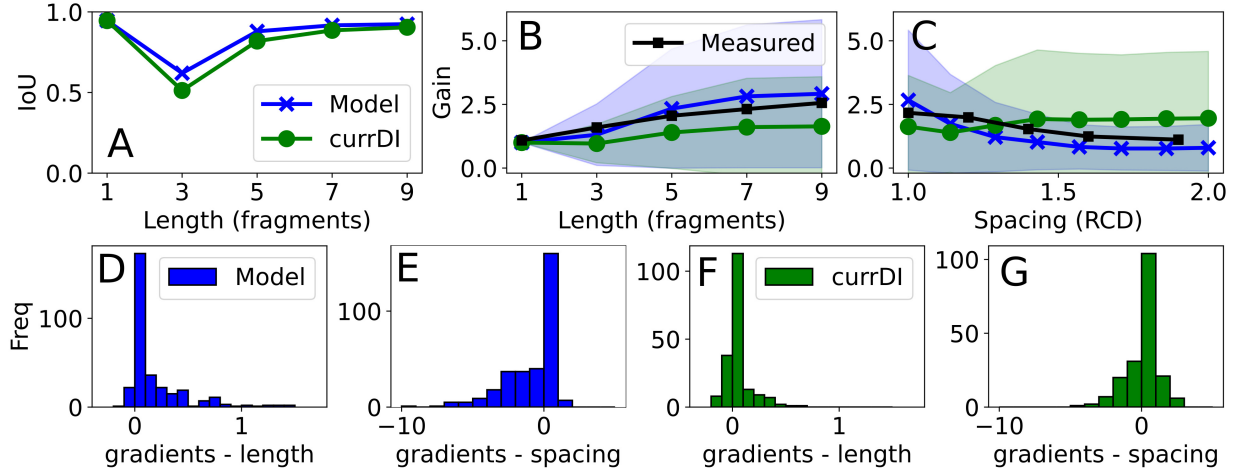 1.0
0.5
0.0
IoU
A
Model
currDI
1 3 5 7 9
Length (fragments)
5.0
2.5
0.0
Gain
B
Measured
1 3 5 7 9
Length (fragments)
5.0
2.5
0.0
C
1.0 1.5 2.0
Spacing (RCD)
100
0
Freq
D
Model
0 1
gradients - length
100
0
E
−10 0
gradients - spacing
100
50
0
F
currDI
0 1
gradients - length
100
50
0
G
−10 0
gradients - spacing